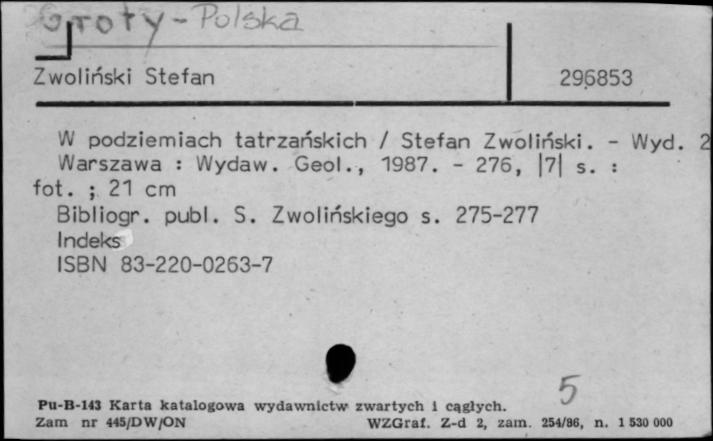 Groty - Polska
Zwoliński Stefan 296853
W podziemiach tatrzańskich / Stefan Zwoliński. - Wyd. 2
Warszawa : Wydaw. Geol., 1987. - 276, |7| s. :
fot. ; 21 cm
Bibliogr. publ. S. Zwolińskiego s. 275-277
Indeks
ISBN 83-220-0263-7
5
Pu-B-143 Karta katalogowa wydawnictw zwartych i cągłych.
Zam nr 445/DW/ON WZGraf. Z-d 2, zam. 254/86, n. 1 530 000